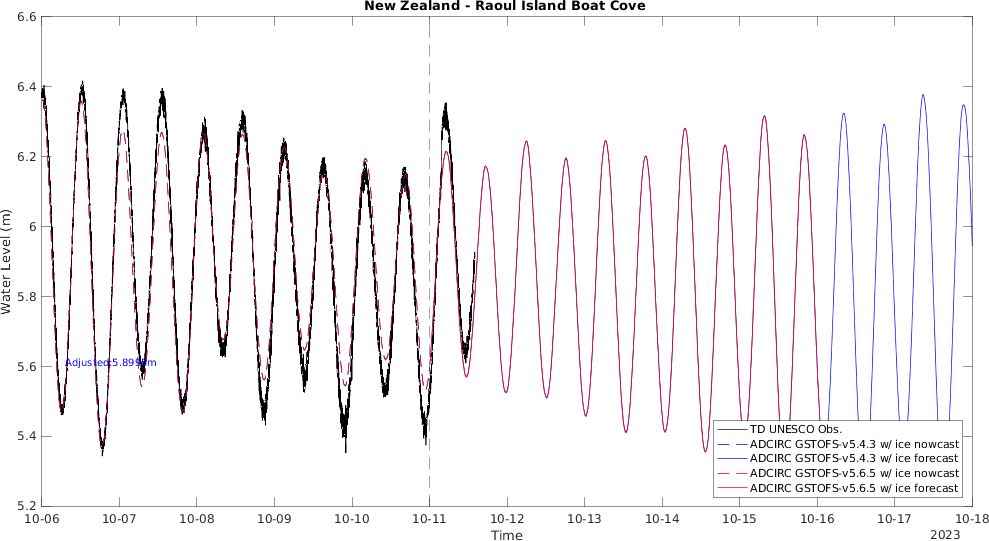 New Zealand - Raoul Island Boat Cove
6.6
6.4
6.2
6
5.8
5.6
5.4
5.2
Water Level (m)
TD UNESCO Obs.
ADCIRC GSTOFS-v5.4.3 w/ ice nowcast
ADCIRC GSTOFS-v5.4.3 w/ ice forecast
ADCIRC GSTOFS-v5.6.5 w/ ice nowcast
ADCIRC GSTOFS-v5.6.5 w/ ice forecast
10-06 10-07 10-08 10-09 10-10 10-11 10-12 10-13 10-14 10-15 10-16 10-17 10-18
Time
2023